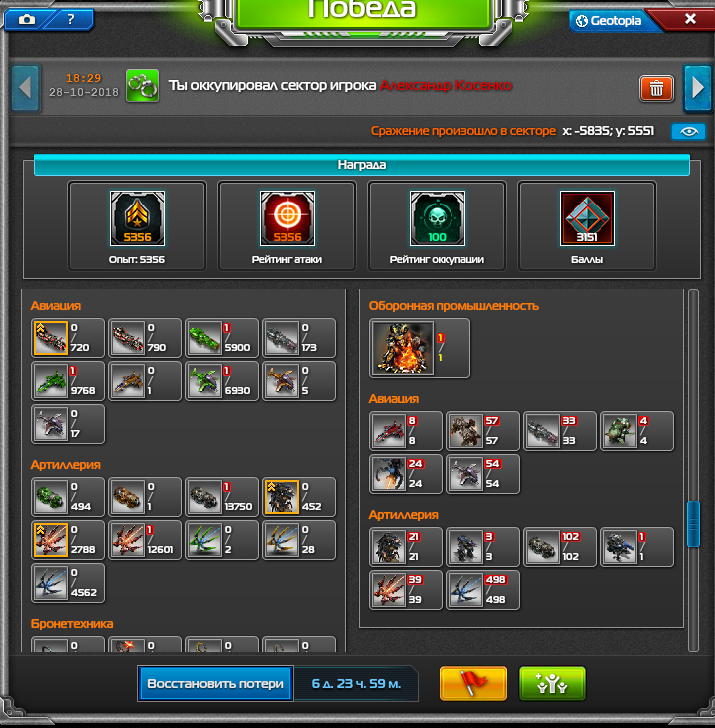 Победа
?
Geotopia
18:29
28-10-2018
Ты оккупировал сектор игрока Александр Косенко
Сражение произошло в секторе x: -5835; y: 5551
Награда
5356
5356
100
3151
Опыт: 5356
Рейтинг атаки
Рейтинг оккупации
Баллы
Авиация
0 / 720
0 / 790
1 / 5900
0 / 173
1 / 9768
0 / 1
1 / 6930
0 / 5
0 / 17
Артиллерия
0 / 494
0 / 1
1 / 13750
0 / 452
0 / 2788
1 / 12601
0 / 2
0 / 28
0 / 4562
Бронетехника
0
0
0
0
Оборонная промышленность
1 / 1
Авиация
8 / 8
57 / 57
33 / 33
4 / 4
24 / 24
54 / 54
Артиллерия
21 / 21
3 / 3
102 / 102
1 / 1
39 / 39
498 / 498
Восстановить потери
6 д. 23 ч. 59 м.